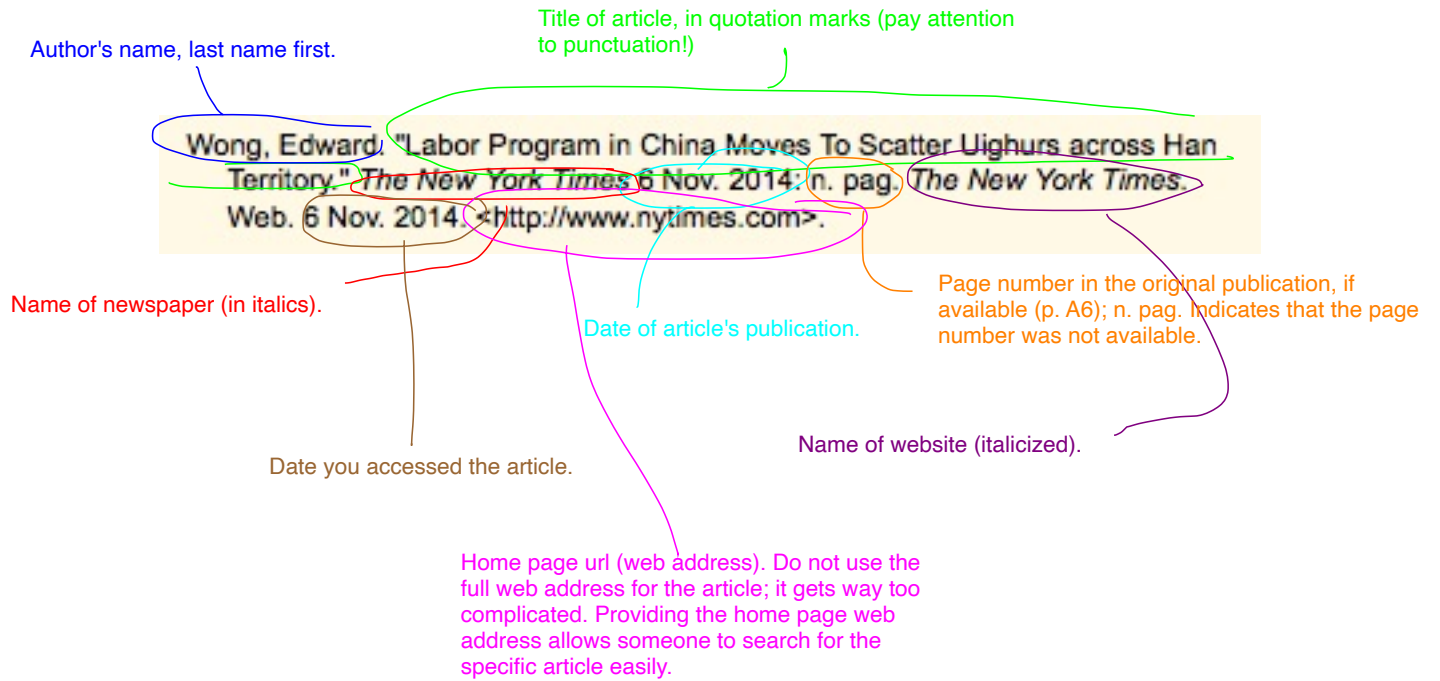 Title of article, in quotation marks (pay attention
to punctuation!)
Author's name, last name first.
Wong, Edward. "Labor Program in China Moves To Scatter Uighurs across Han
Territory." The New York Times 6 Nov. 2014: n. pag. The New York Times.
Web. 6 Nov. 2014. <http://www.nytimes.com>.
Name of newspaper (in italics).
Date of article's publication.
Page number in the original publication, if
available (p. A6); n. pag. Indicates that the page
number was not available.
Name of website (italicized).
Date you accessed the article.
Home page url (web address). Do not use the
full web address for the article; it gets way too
complicated. Providing the home page web
address allows someone to search for the
specific article easily.